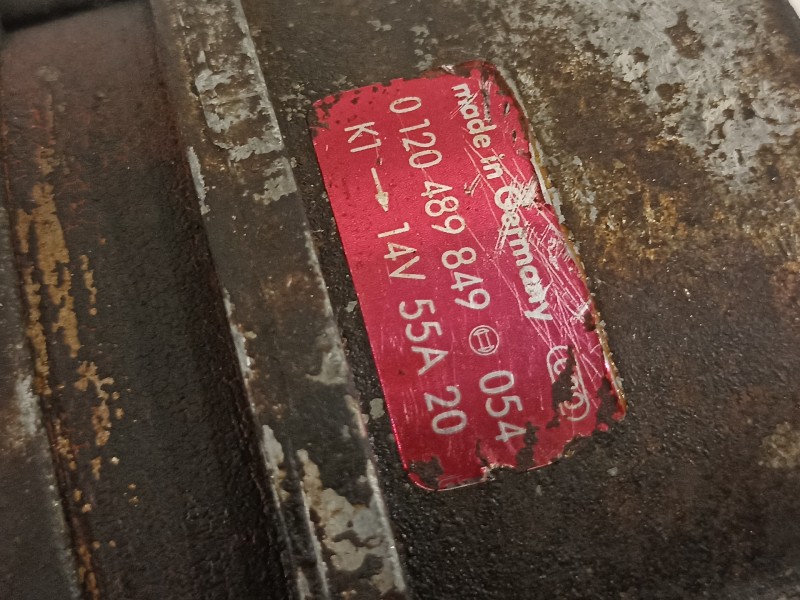 made in Germany
0 120 489 849 054
K1 → 14V 55A 20